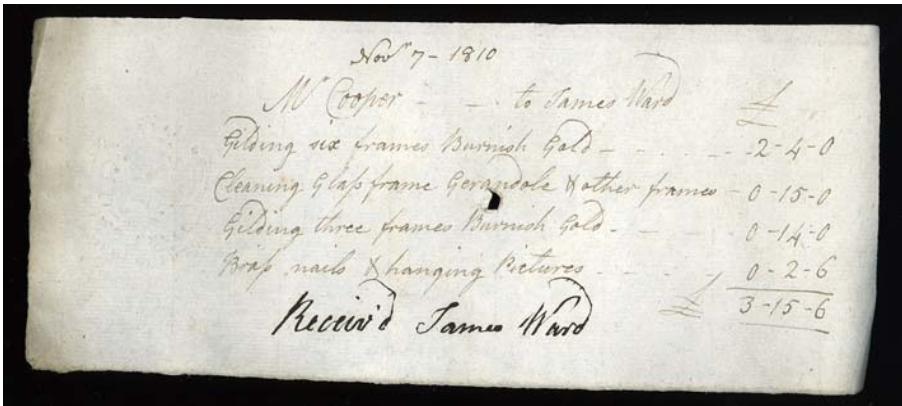 Novr 7 - 1810
Mr Cooper - - to James Ward £
Gilding six frames Burnish Gold - - - - - 2-4-0
Cleaning Glaſs frame Gerandole & other frames - 0-15-0
Gilding three frames Burnish Gold - - - - 0-14-0
Braſs nails & hanging Pictures - - - - - 0-2-6
£ 3-15-6
Receiv'd James Ward